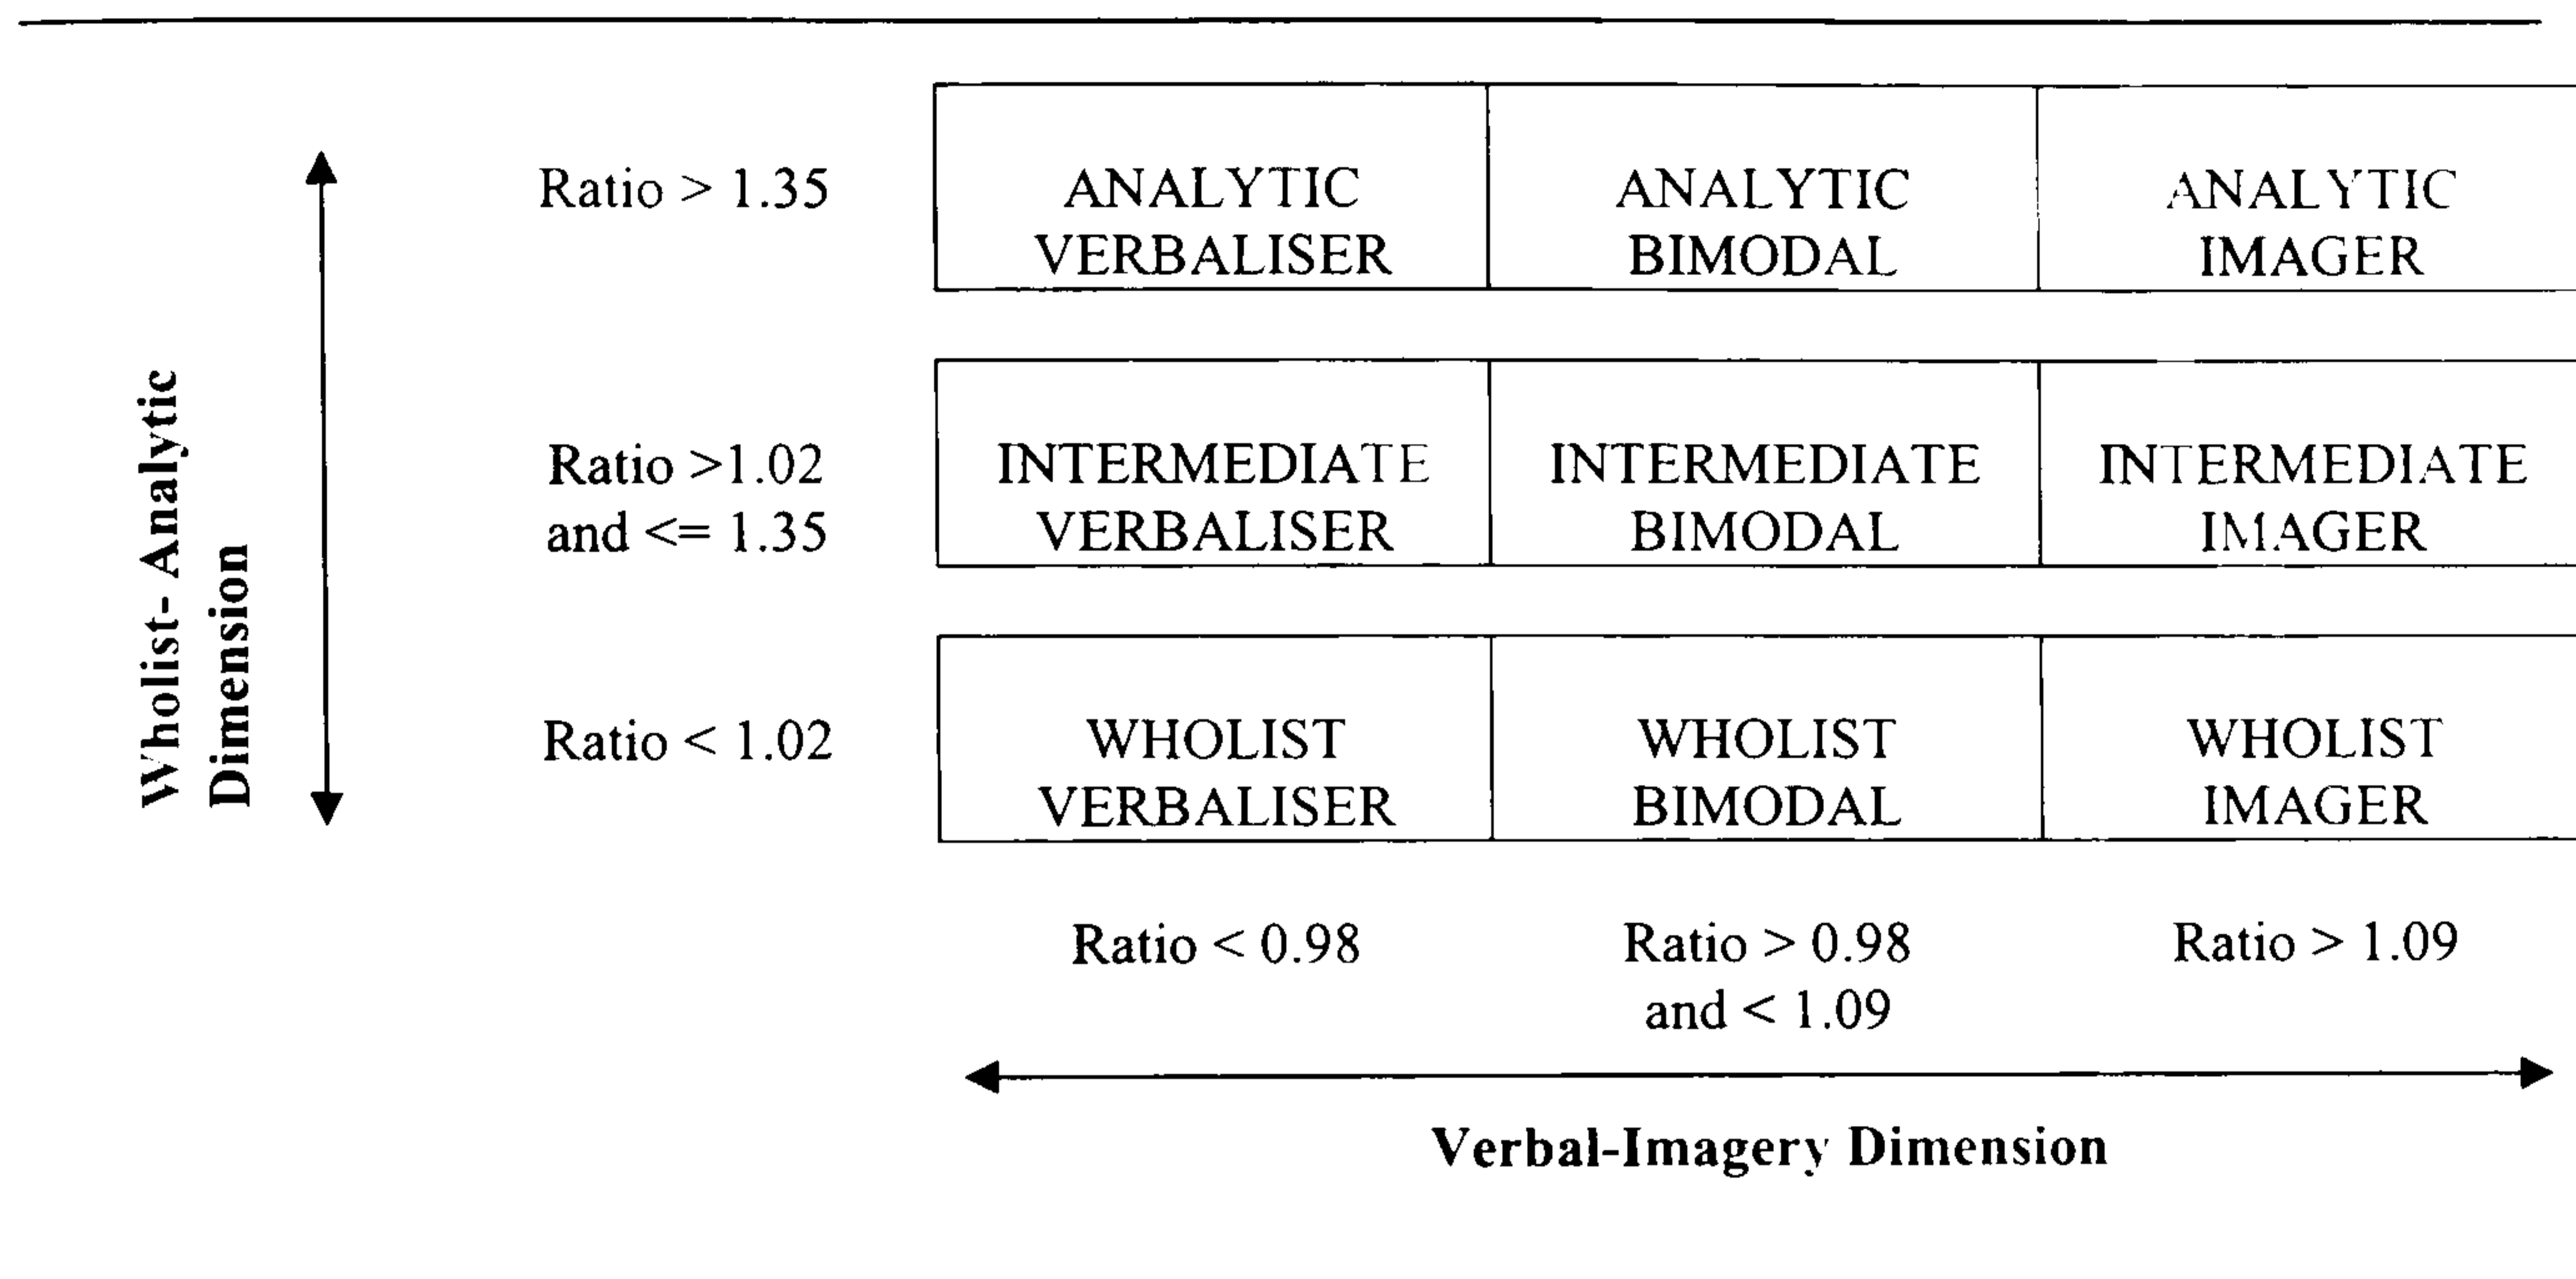 Wholist- Analytic
Dimension
Ratio > 1.35
ANALYTIC
VERBALISER
ANALYTIC
BIMODAL
ANALYTIC
IMAGER
Ratio >1.02
and <= 1.35
INTERMEDIATE
VERBALISER
INTERMEDIATE
BIMODAL
INTERMEDIATE
IMAGER
Ratio < 1.02
WHOLIST
VERBALISER
WHOLIST
BIMODAL
WHOLIST
IMAGER
Ratio < 0.98
Ratio > 0.98
and < 1.09
Ratio > 1.09
Verbal-Imagery Dimension